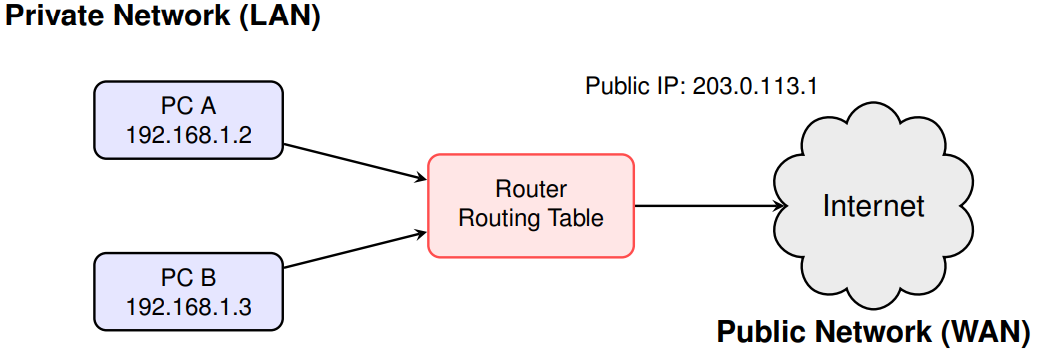 Private Network (LAN)
Public IP: 203.0.113.1
PC A
192.168.1.2
Router
Routing Table
Internet
PC B
192.168.1.3
Public Network (WAN)